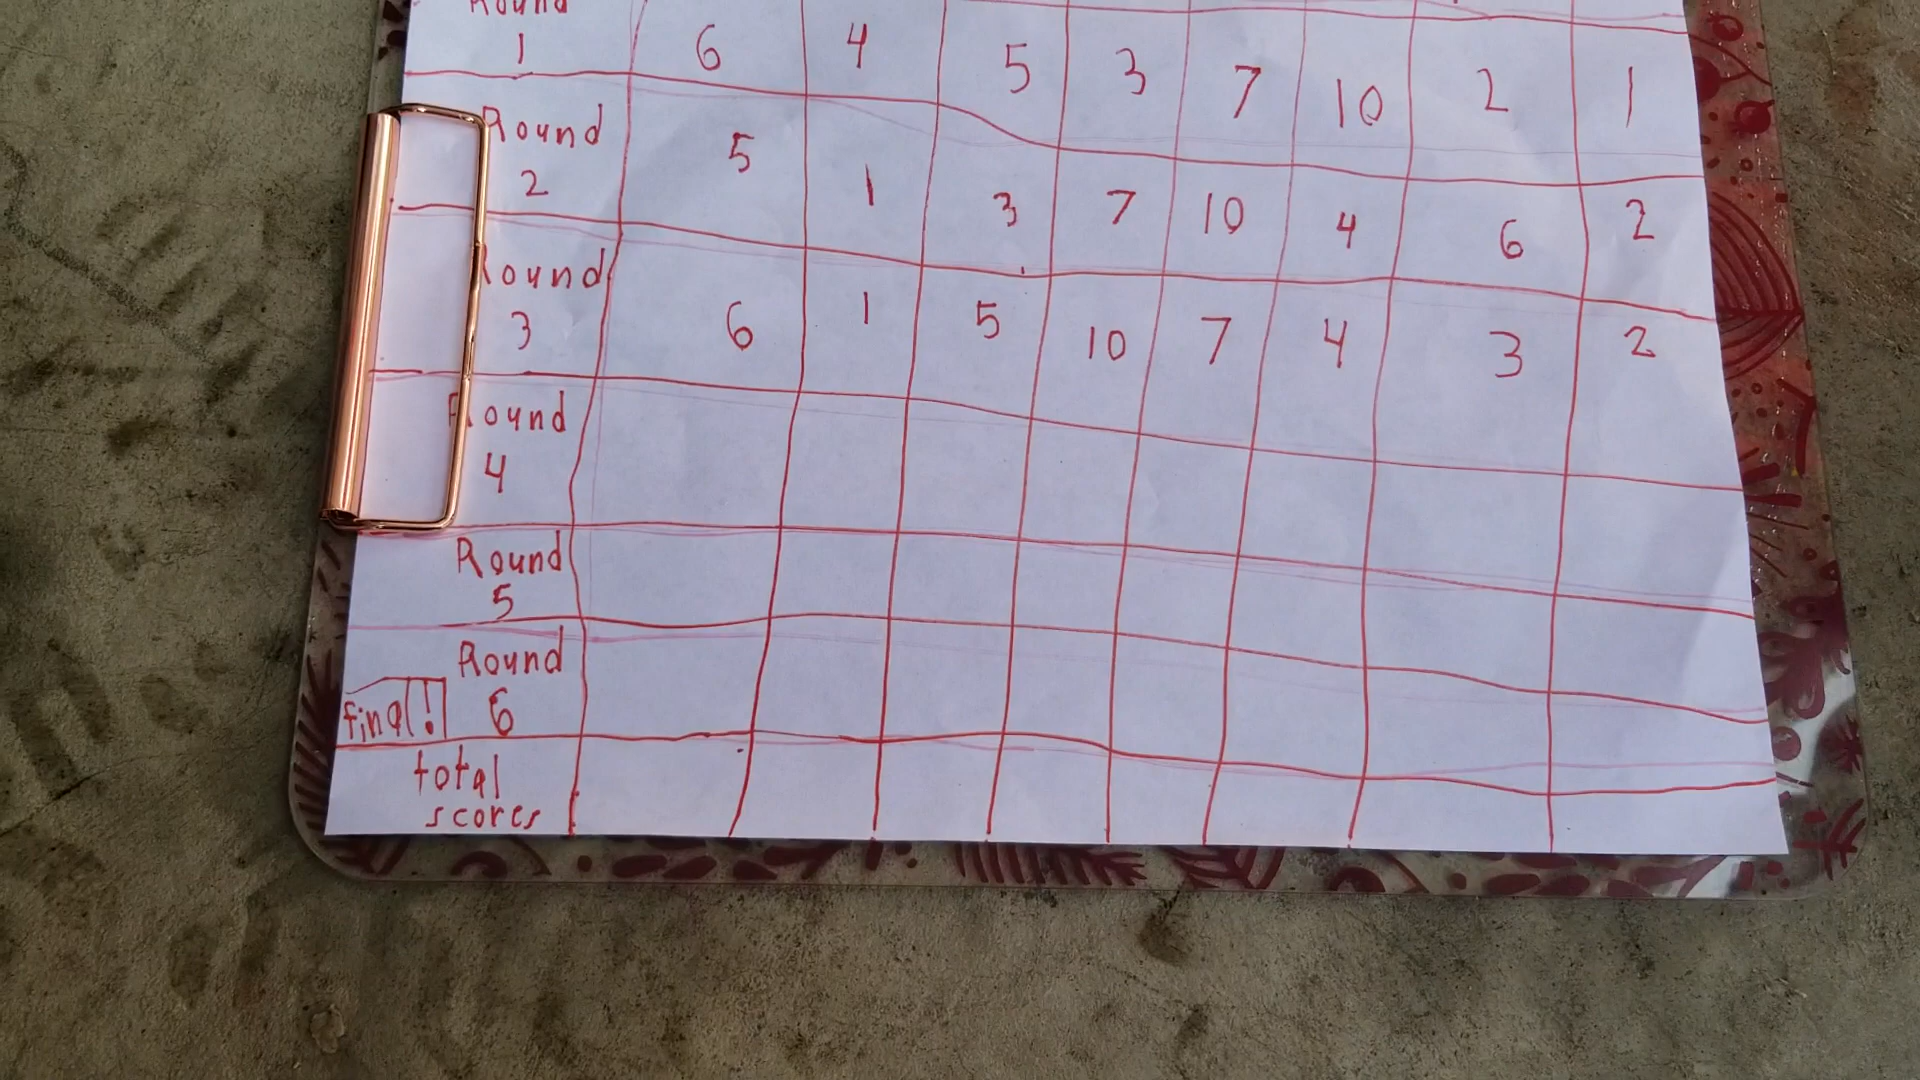 Round
1 6 4 5 3 7 10 2 1
Round
2 5 1 3 7 10 4 6 2
Round
3 6 1 5 10 7 4 3 2
Round
4
Round
5
Round
final! 6
total
scores